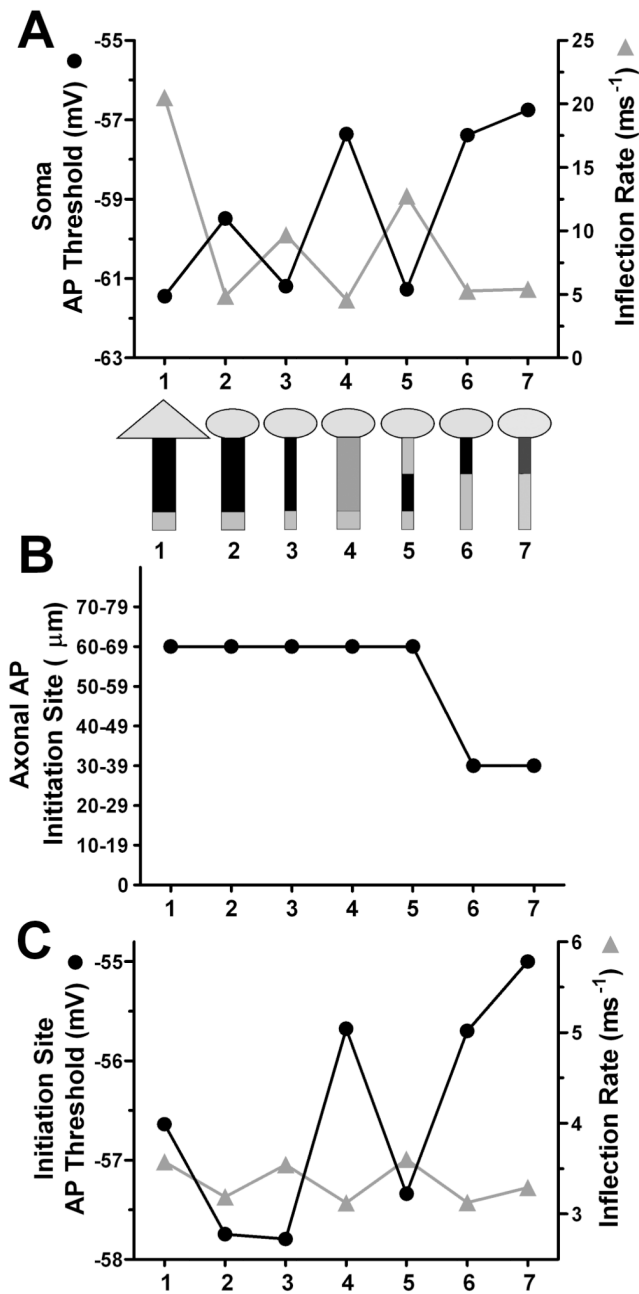 A
Soma
AP Threshold (mV)
-55
-57
-59
-61
-63
25
20
15
10
5
0
Inflection Rate (ms-1)
1 2 3 4 5 6 7
1 2 3 4 5 6 7
B
Axonal AP
Inititation Site ( μm)
70-79
60-69
50-59
40-49
30-39
20-29
10-19
0
1 2 3 4 5 6 7
C
Initiation Site
AP Threshold (mV)
-55
-56
-57
-58
6
5
4
3
Inflection Rate (ms-1)
1 2 3 4 5 6 7